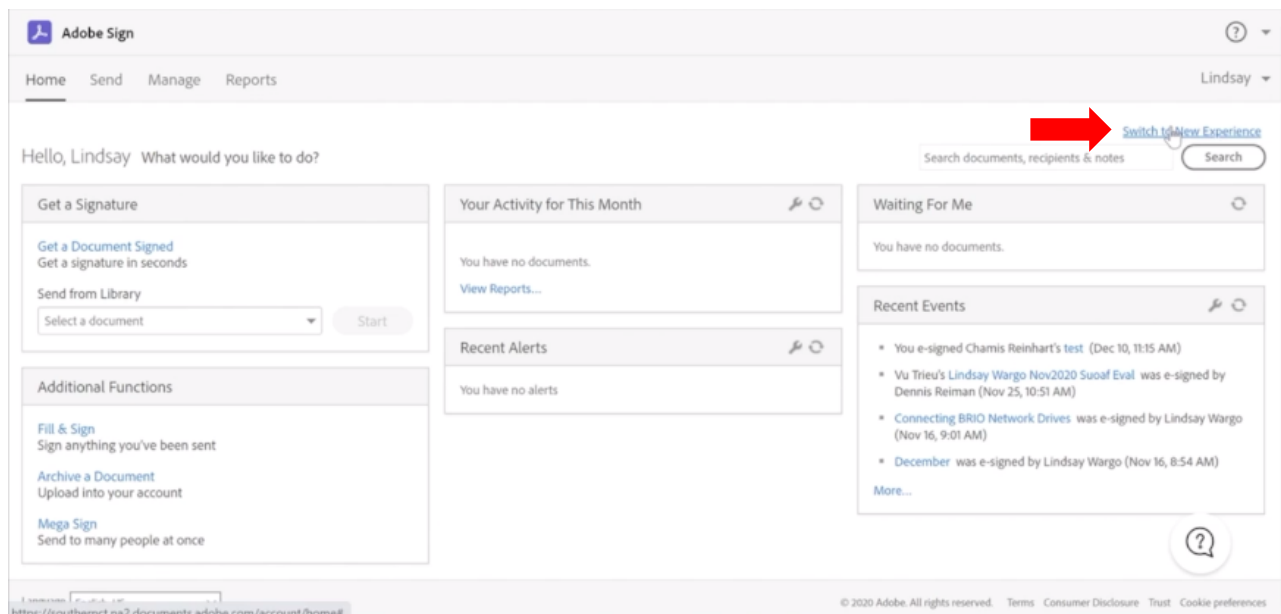 Adobe Sign
Home Send Manage Reports
Lindsay
Switch to New Experience
Hello, Lindsay What would you like to do?
Search documents, recipients & notes
Search
Get a Signature
Get a Document Signed
Get a signature in seconds
Send from Library
Select a document
Start
Additional Functions
Fill & Sign
Sign anything you've been sent
Archive a Document
Upload into your account
Mega Sign
Send to many people at once
Your Activity for This Month
You have no documents.
View Reports...
Recent Alerts
You have no alerts
Waiting For Me
You have no documents.
Recent Events
You e-signed Chamis Reinhart's test (Dec 10, 11:15 AM)
Vu Trieu's Lindsay Wargo Nov2020 Suoaf Eval was e-signed by
Dennis Reiman (Nov 25, 10:51 AM)
Connecting BRIO Network Drives was e-signed by Lindsay Wargo
(Nov 16, 9:01 AM)
December was e-signed by Lindsay Wargo (Nov 16, 8:54 AM)
More...
© 2020 Adobe. All rights reserved. Terms Consumer Disclosure Trust Cookie preferences